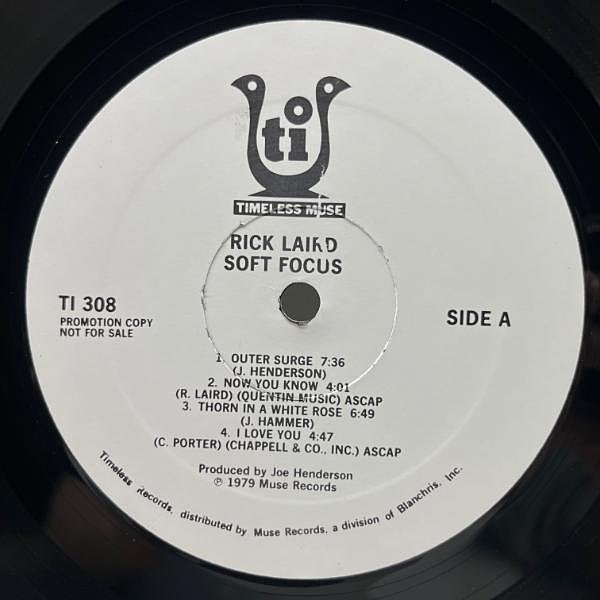 ti
TIMELESS MUSE
RICK LAIRD
SOFT FOCUS
TI 308
PROMOTION COPY
NOT FOR SALE
SIDE A
1. OUTER SURGE 7:36
(J. HENDERSON)
2. NOW YOU KNOW 4:01
(R. LAIRD) (QUENTIN MUSIC) ASCAP
3. THORN IN A WHITE ROSE 6:49
(J. HAMMER)
4. I LOVE YOU 4:47
(C. PORTER) (CHAPPELL & CO., INC.) ASCAP
Produced by Joe Henderson
℗ 1979 Muse Records
Timeless Records, distributed by Muse Records, a division of Blanchris, Inc.